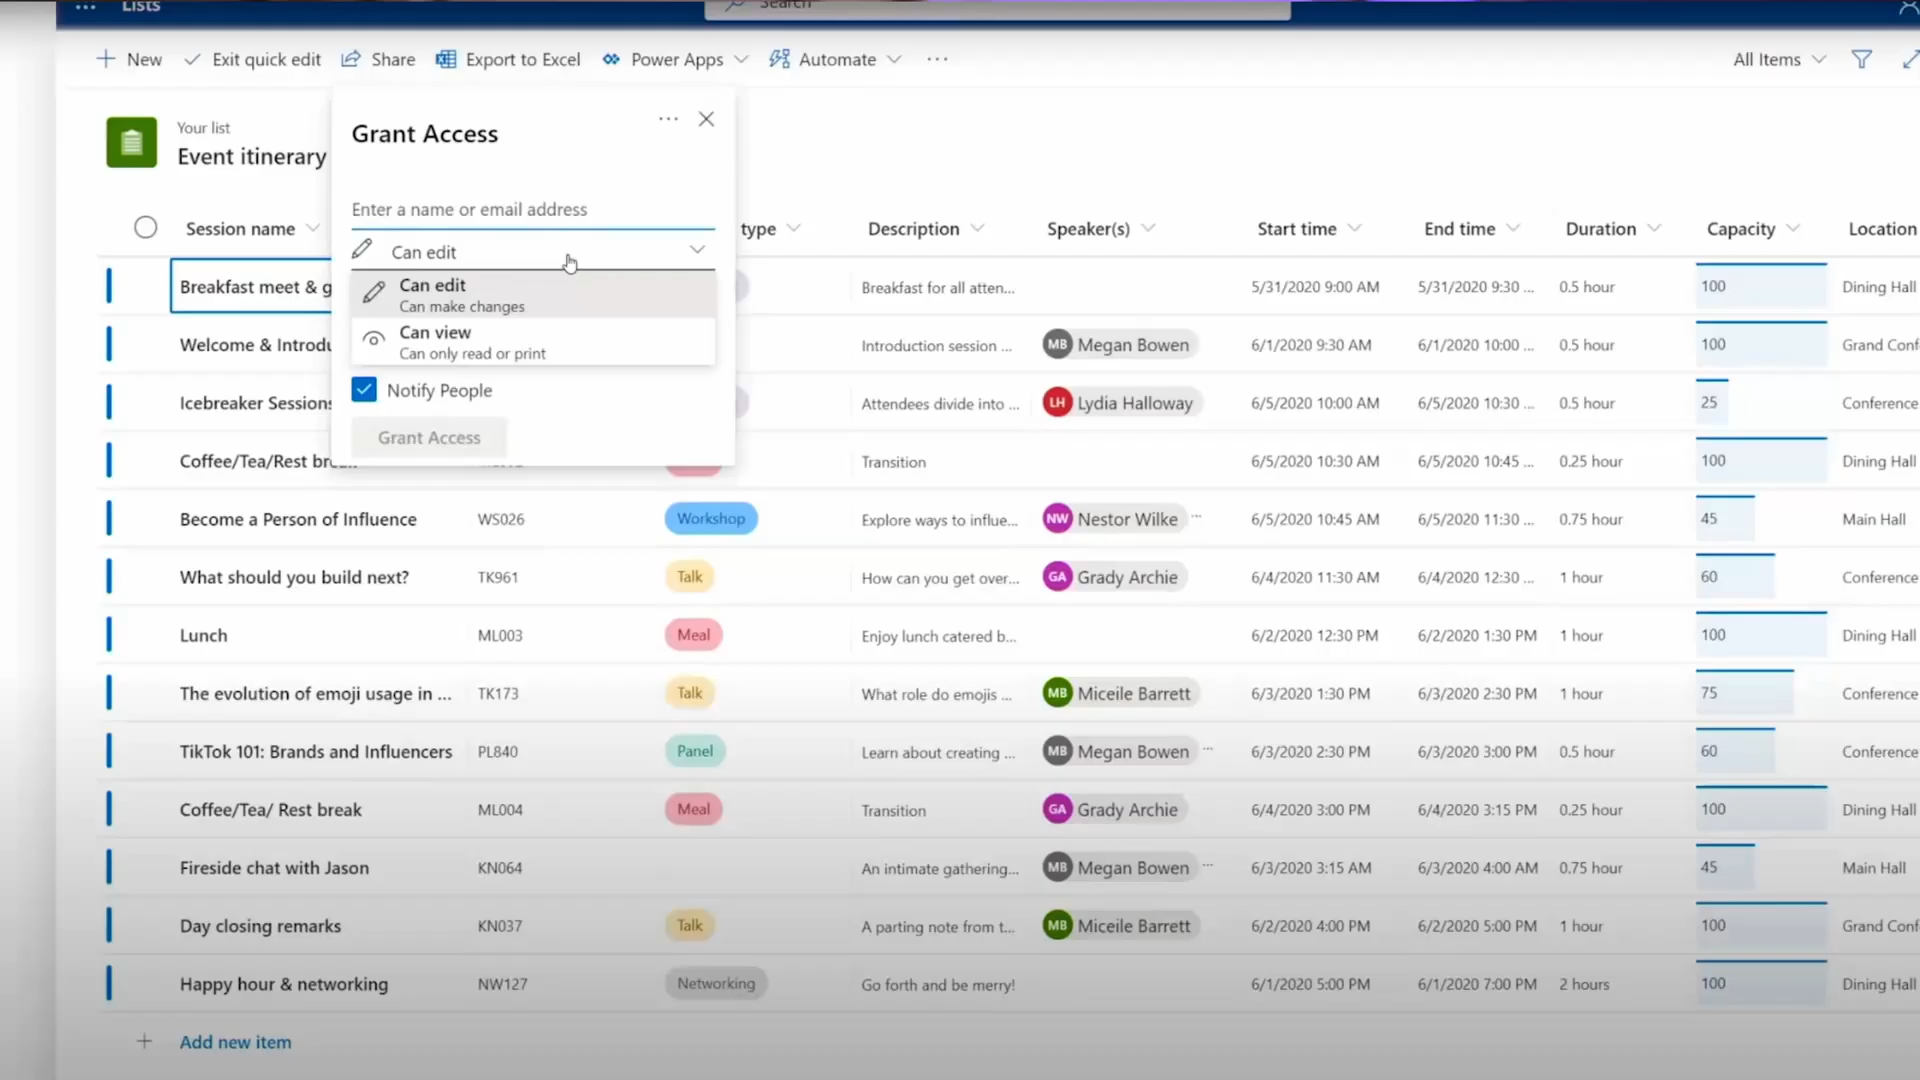 Lists
Search
New Exit quick edit Share Export to Excel Power Apps Automate ...
All Items
Your list
Event itinerary
Grant Access
Enter a name or email address
Can edit
Can edit
Can make changes
Can view
Can only read or print
Notify People
Grant Access
Session name type Description Speaker(s) Start time End time Duration Capacity Location
Breakfast meet & g Breakfast for all atten... 5/31/2020 9:00 AM 5/31/2020 9:30 ... 0.5 hour 100 Dining Hall
Welcome & Introdu Introduction session ... MB Megan Bowen 6/1/2020 9:30 AM 6/1/2020 10:00 ... 0.5 hour 100 Grand Conf
Icebreaker Sessions Attendees divide into ... LH Lydia Halloway 6/5/2020 10:00 AM 6/5/2020 10:30 ... 0.5 hour 25 Conference
Coffee/Tea/Rest bre Transition 6/5/2020 10:30 AM 6/5/2020 10:45 ... 0.25 hour 100 Dining Hall
Become a Person of Influence WS026 Workshop Explore ways to influe... NW Nestor Wilke ... 6/5/2020 10:45 AM 6/5/2020 11:30 ... 0.75 hour 45 Main Hall
What should you build next? TK961 Talk How can you get over... GA Grady Archie 6/4/2020 11:30 AM 6/4/2020 12:30 ... 1 hour 60 Conference
Lunch ML003 Meal Enjoy lunch catered b... 6/2/2020 12:30 PM 6/2/2020 1:30 PM 1 hour 100 Dining Hall
The evolution of emoji usage in ... TK173 Talk What role do emojis ... MB Miceile Barrett 6/3/2020 1:30 PM 6/3/2020 2:30 PM 1 hour 75 Conference
TikTok 101: Brands and Influencers PL840 Panel Learn about creating ... MB Megan Bowen ... 6/3/2020 2:30 PM 6/3/2020 3:00 PM 0.5 hour 60 Conference
Coffee/Tea/ Rest break ML004 Meal Transition GA Grady Archie 6/4/2020 3:00 PM 6/4/2020 3:15 PM 0.25 hour 100 Dining Hall
Fireside chat with Jason KN064 An intimate gathering... MB Megan Bowen ... 6/3/2020 3:15 AM 6/3/2020 4:00 AM 0.75 hour 45 Main Hall
Day closing remarks KN037 Talk A parting note from t... MB Miceile Barrett 6/2/2020 4:00 PM 6/2/2020 5:00 PM 1 hour 100 Grand Conf
Happy hour & networking NW127 Networking Go forth and be merry! 6/1/2020 5:00 PM 6/1/2020 7:00 PM 2 hours 100 Dining Hall
Add new item